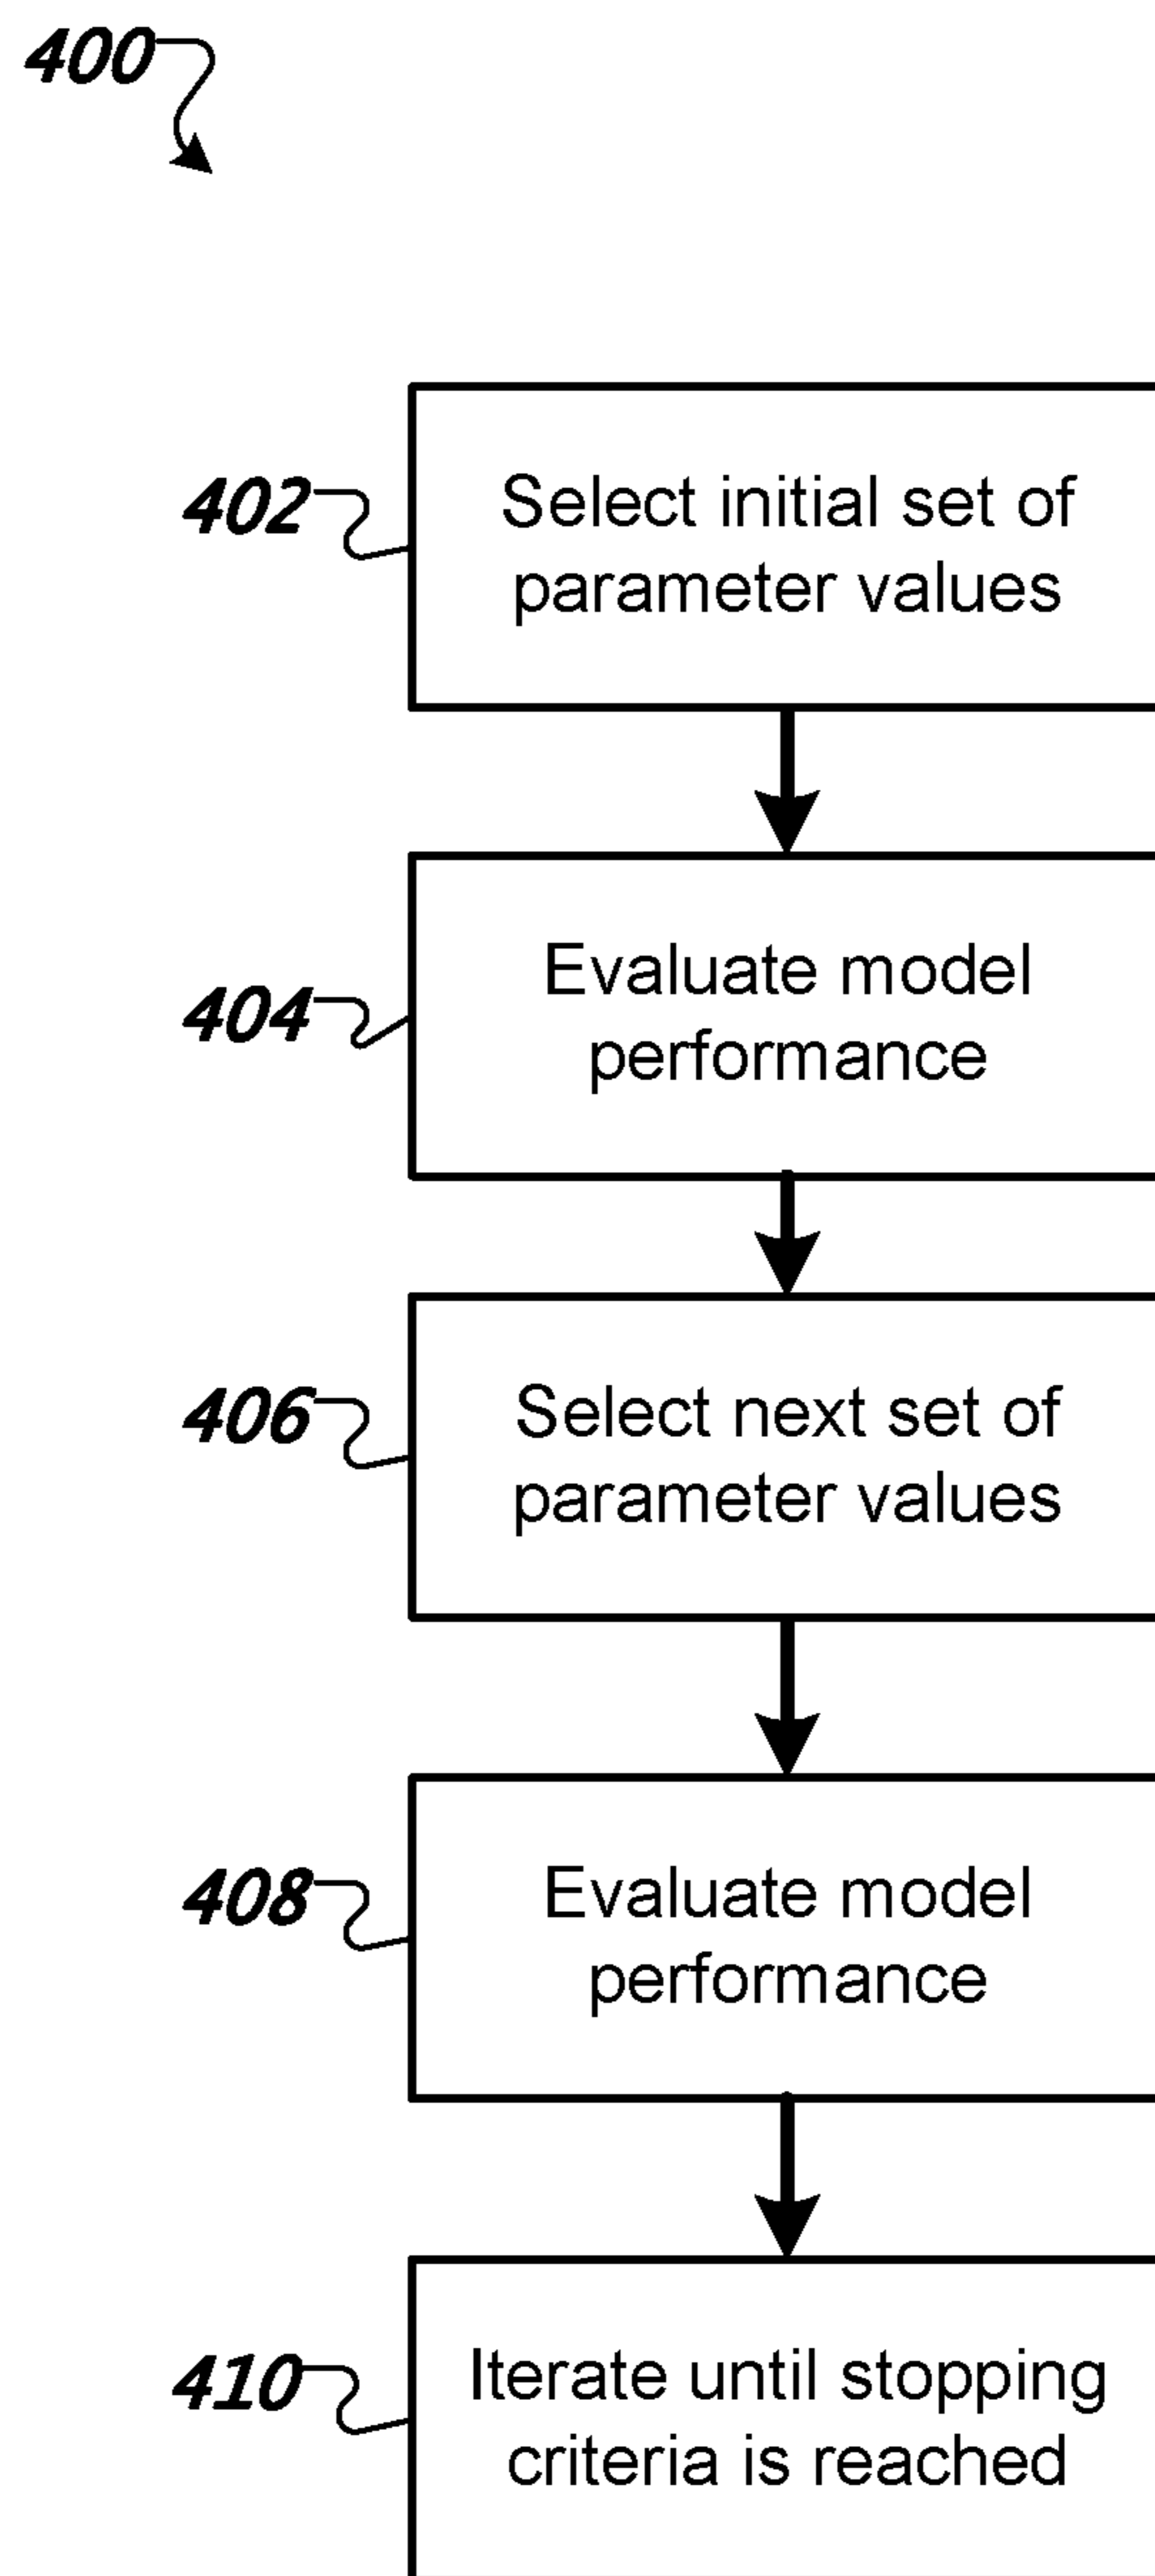 400
402
Select initial set of
parameter values
404
Evaluate model
performance
406
Select next set of
parameter values
408
Evaluate model
performance
410
Iterate until stopping
criteria is reached